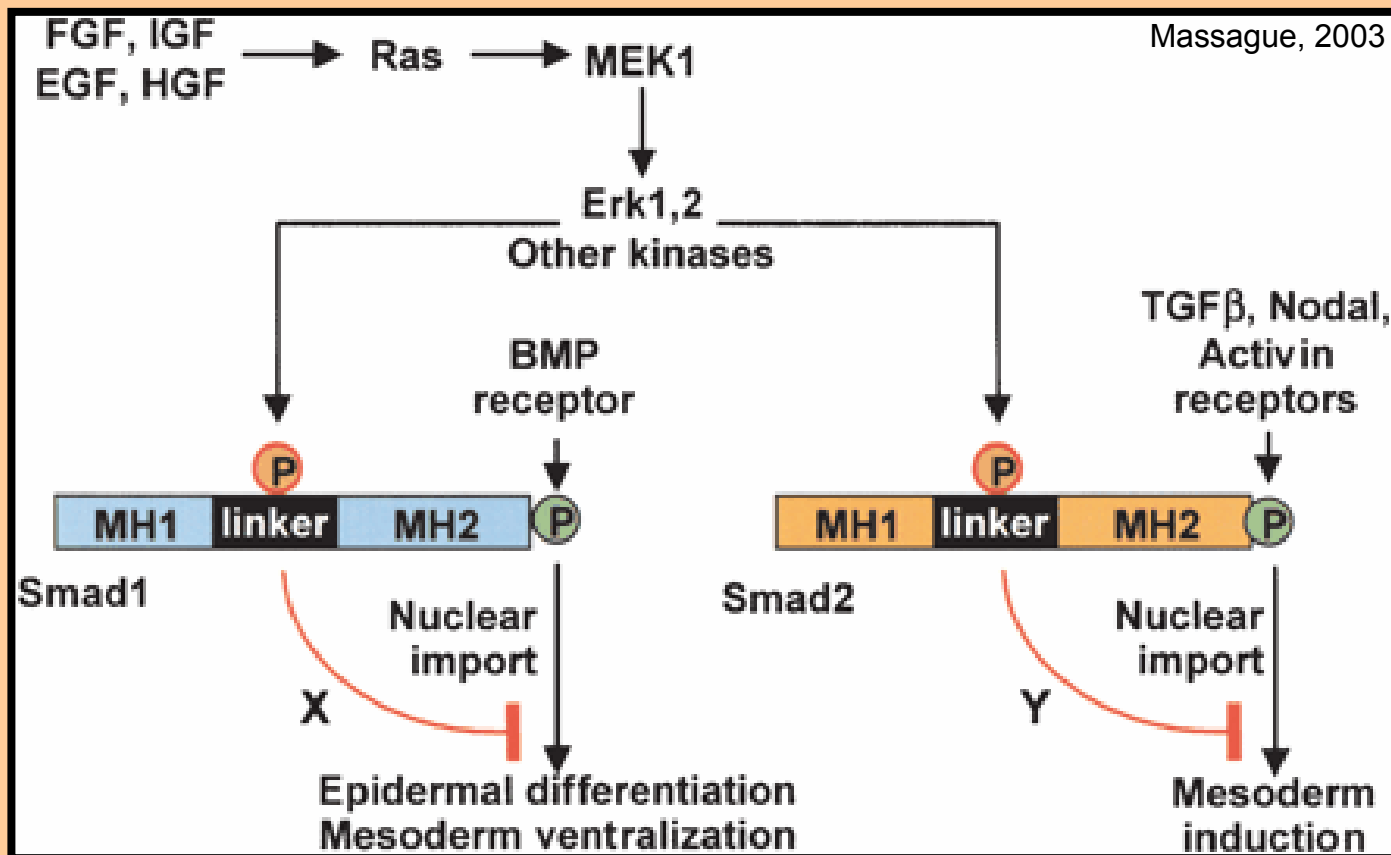 Massague, 2003
FGF, IGF
EGF, HGF
Ras
MEK1
Erk1,2
Other kinases
BMP
receptor
TGFβ, Nodal,
Activin
receptors
P
P
MH1
linker
MH2
P
MH1
linker
MH2
P
Smad1
Smad2
Nuclear
import
Nuclear
import
X
Y
Epidermal differentiation
Mesoderm ventralization
Mesoderm
induction